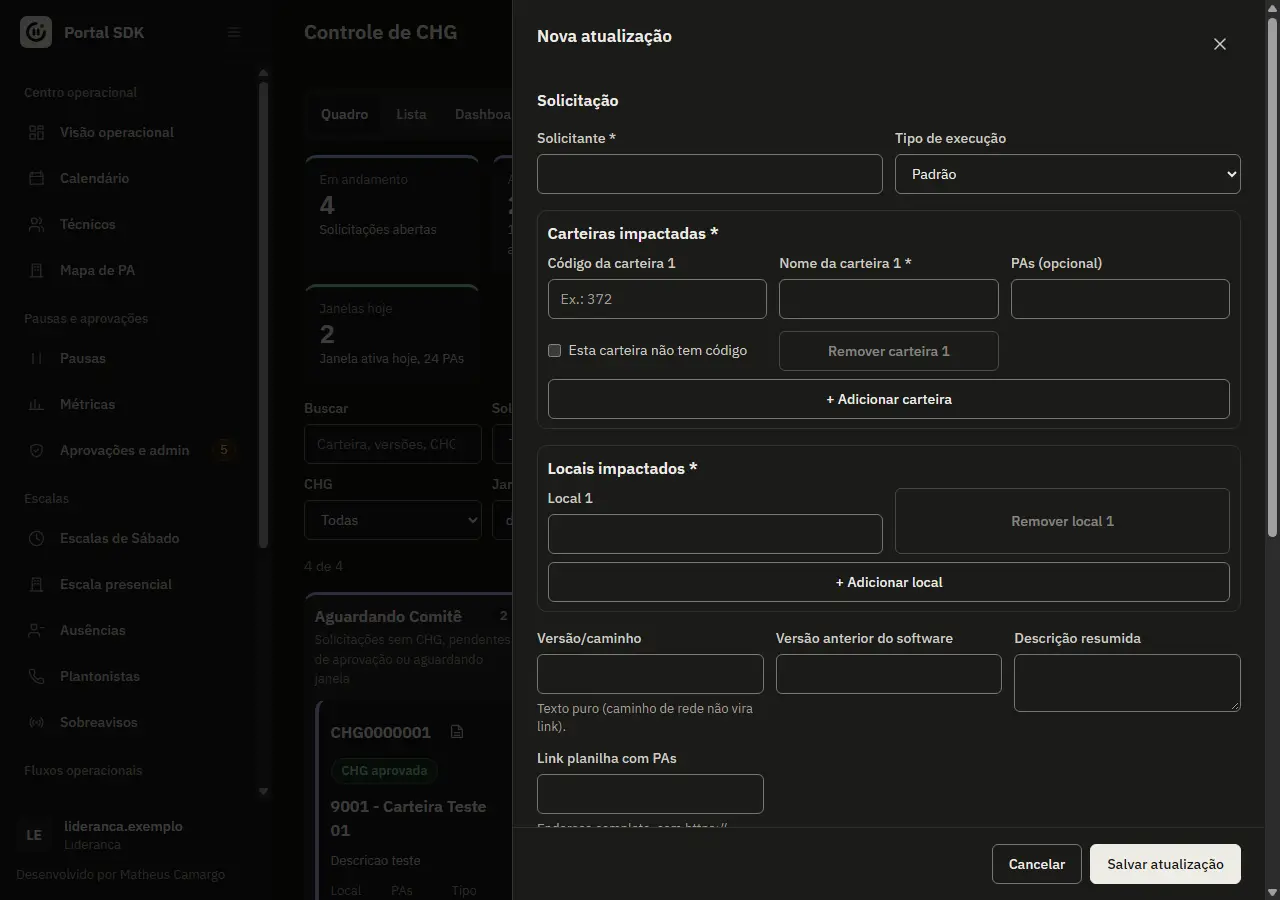 Portal SDK
Centro operacional
Visão operacional
Calendário
Técnicos
Mapa de PA
Pausas e aprovações
Pausas
Métricas
Aprovações e admin
5
Escalas
Escalas de Sábado
Escala presencial
Ausências
Plantonistas
Sobreavisos
Fluxos operacionais
LE
lideranca.exemplo
Lideranca
Desenvolvido por Matheus Camargo
Controle de CHG
Quadro
Lista
Em andamento
4
Solicitações abertas
Janelas hoje
2
Janela ativa hoje, 24 PAs
Buscar
Carteira, versões, CHG
CHG
Todas
4 de 4
Aguardando Comitê
2
Solicitações sem CHG, pendentes
de aprovação ou aguardando
janela
CHG0000001
CHG aprovada
9001 - Carteira Teste
01
Descricao teste
Local
PAs
Tipo
Nova atualização
Solicitação
Solicitante *
Tipo de execução
Padrão
Carteiras impactadas *
Código da carteira 1
Nome da carteira 1 *
PAs (opcional)
Ex.: 372
Esta carteira não tem código
Remover carteira 1
+ Adicionar carteira
Locais impactados *
Local 1
Remover local 1
+ Adicionar local
Versão/caminho
Versão anterior do software
Descrição resumida
Texto puro (caminho de rede não vira
link).
Link planilha com PAs
Endereço completo, com https://
Cancelar
Salvar atualização